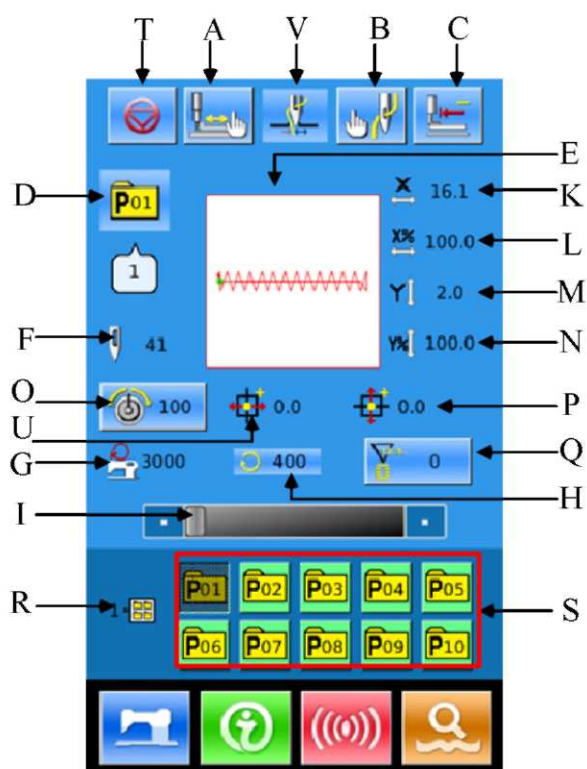 T A V B C
E
D P01 X 16.1 K
X% 100.0 L
1
Y 2.0 M
F 41 Y% 100.0 N
O 100 0.0 0.0 P
U
G 3000 400 0 Q
I H
P01 P02 P03 P04 P05
R 1 S
P06 P07 P08 P09 P10